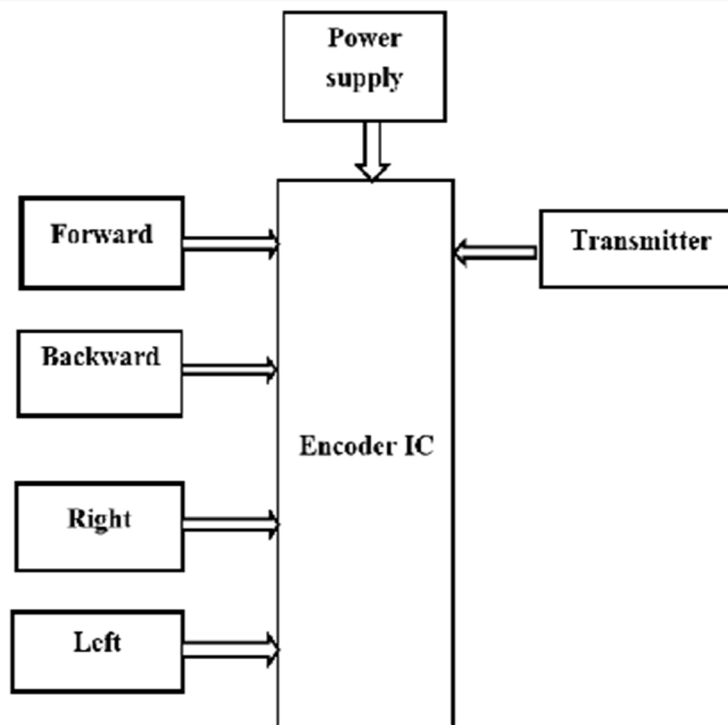 Power
supply
Forward
Transmitter
Backward
Encoder IC
Right
Left